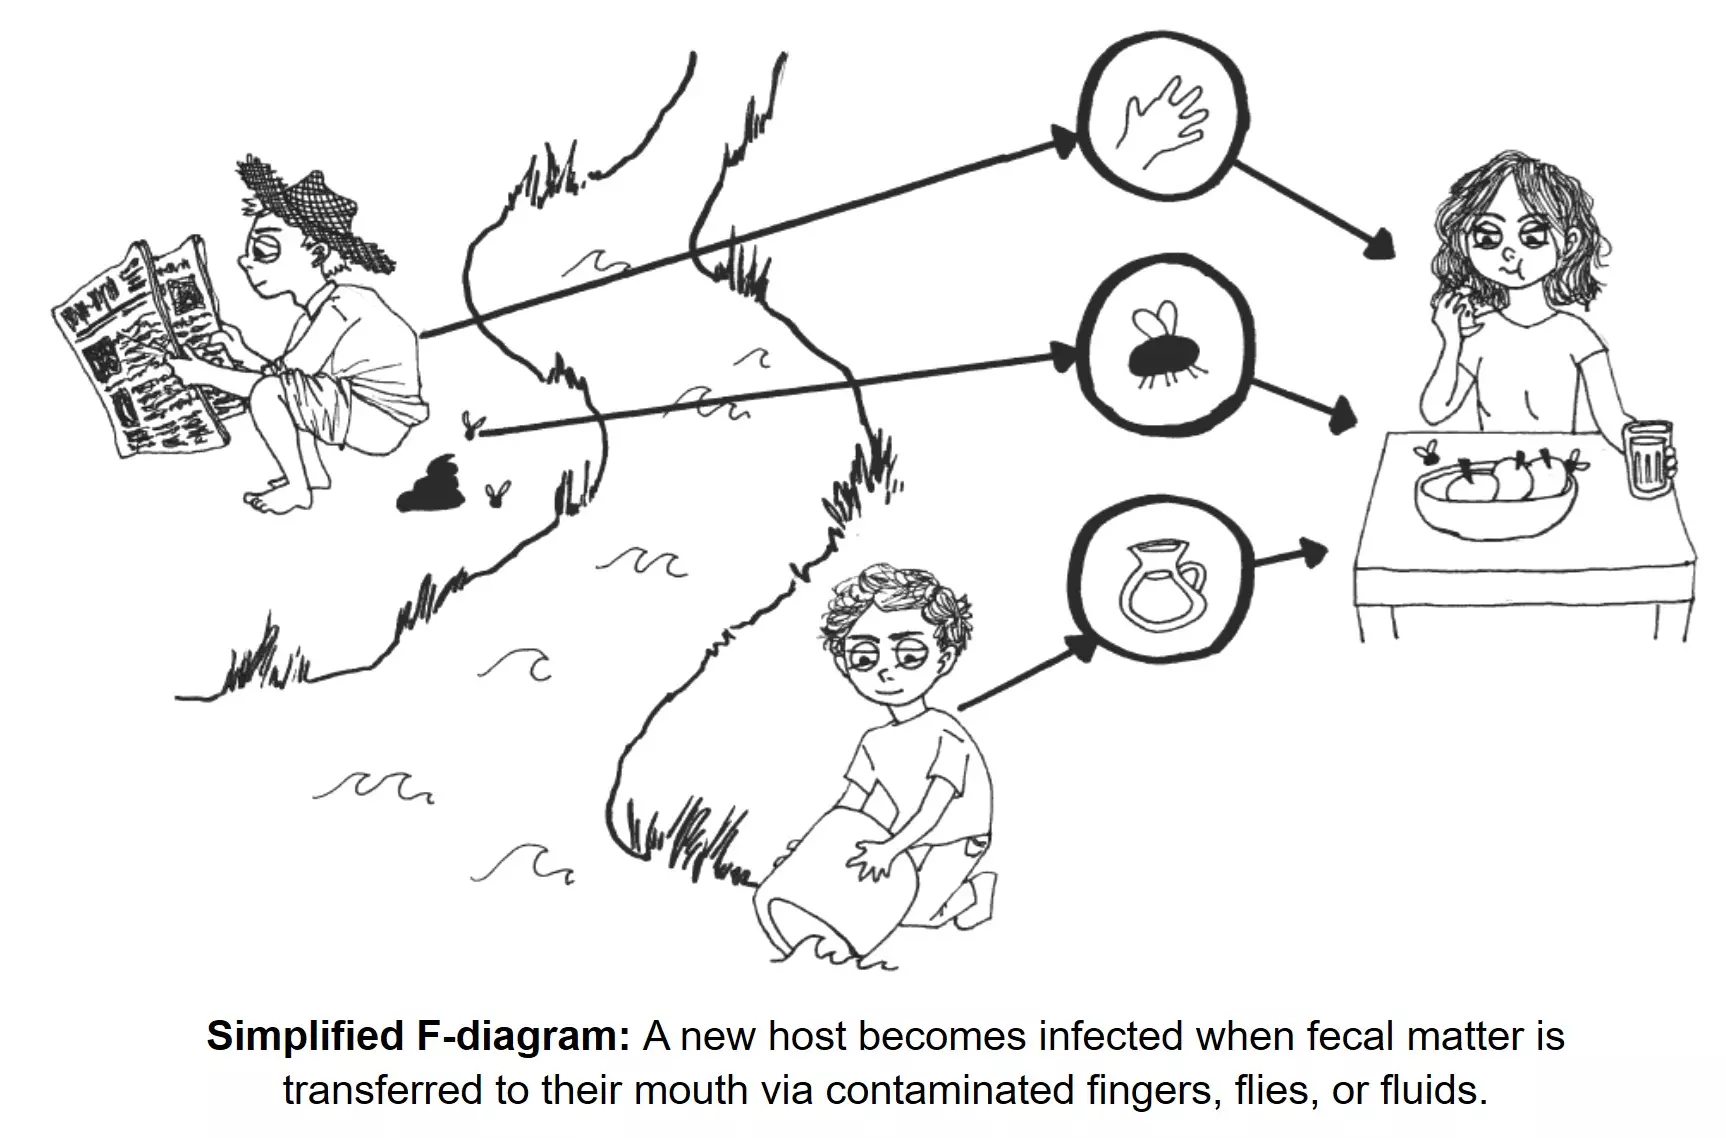 Simplified F-diagram: A new host becomes infected when fecal matter is
transferred to their mouth via contaminated fingers, flies, or fluids.